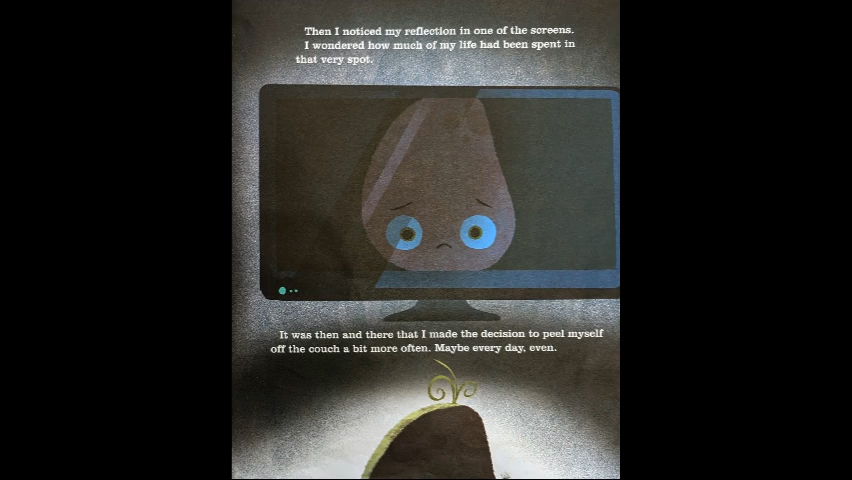 Then I noticed my reflection in one of the screens.
I wondered how much of my life had been spent in
that very spot.
It was then and there that I made the decision to peel myself
off the couch a bit more often. Maybe every day, even.